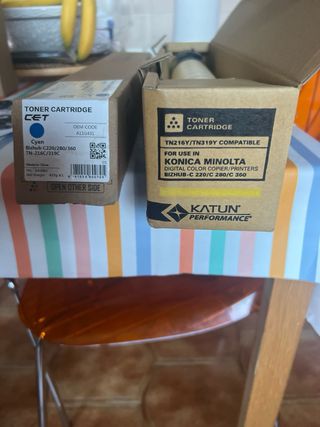 TONER CARTRIDGE
CET
OEM CODE
Cyan
Bizhub C220/280/360
TN-216C/319C
OPEN OTHER SIDE
TONER
CARTRIDGE
TN216Y/TN319Y COMPATIBLE
FOR USE IN
KONICA MINOLTA
DIGITAL COLOR COPIER/PRINTERS
BIZHUB-C 220/C 280/C 360
KATUN
PERFORMANCE